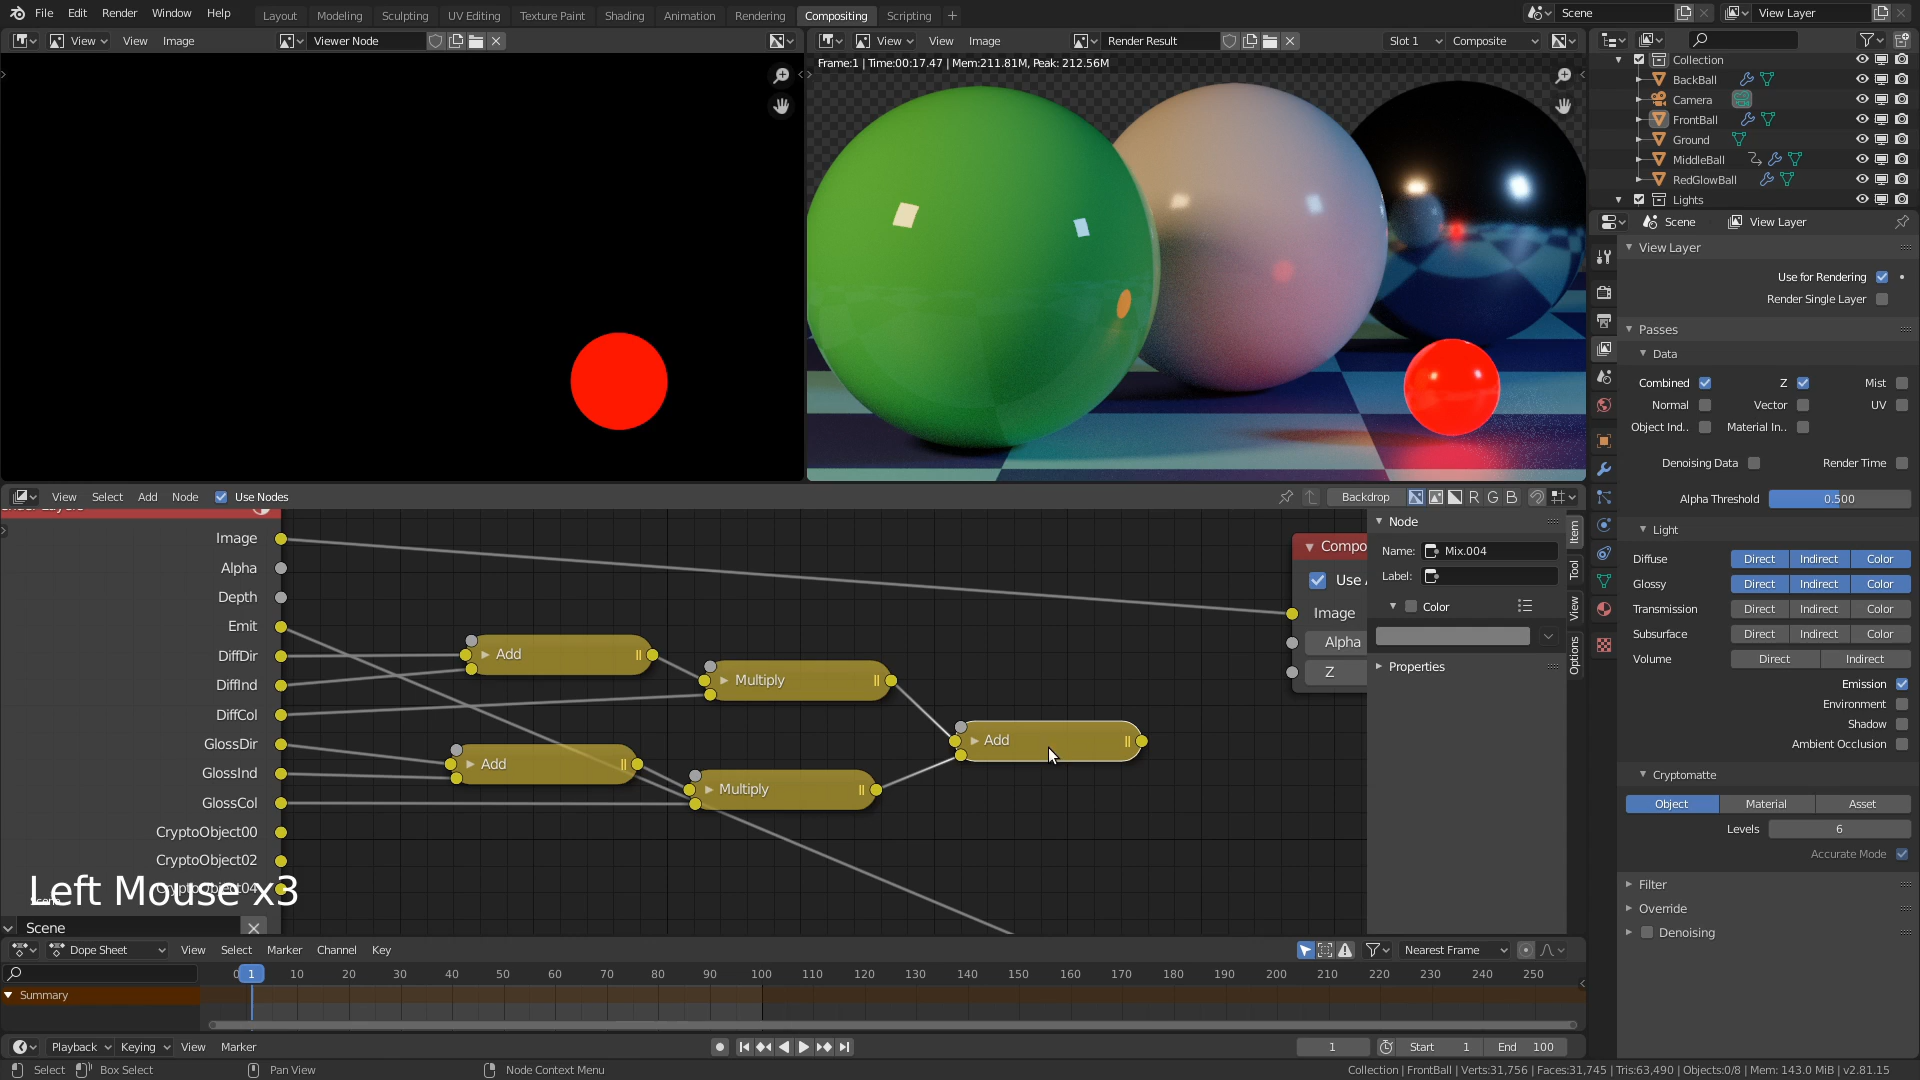 File Edit Render Window Help Layout Modeling Sculpting UV Editing Texture Paint Shading Animation Rendering Compositing Scripting + Scene View Layer
View View Image Viewer Node View View Image Render Result Slot 1 Composite
Frame:1 | Time:00:17.47 | Mem:211.81M, Peak: 212.56M
Collection
BackBall
Camera
FrontBall
Ground
MiddleBall
RedGlowBall
Lights
Scene View Layer
View Layer
Use for Rendering
Render Single Layer
Passes
Data
Combined Z Mist
Normal Vector UV
Object Ind.. Material In..
Denoising Data Render Time
Alpha Threshold 0.500
Light
Diffuse Direct Indirect Color
Glossy Direct Indirect Color
Transmission Direct Indirect Color
Subsurface Direct Indirect Color
Volume Direct Indirect
Emission
Environment
Shadow
Ambient Occlusion
Cryptomatte
Object Material Asset
Levels 6
Accurate Mode
Filter
Override
Denoising
View Select Add Node Use Nodes Backdrop R G B
Image
Alpha
Depth
Emit
DiffDir
DiffInd
DiffCol
GlossDir
GlossInd
GlossCol
CryptoObject00
CryptoObject02
CryptoObject04
Add
Multiply
Add
Multiply
Add
Compo
Use A
Image
Alpha
Z
Node
Name: Mix.004
Label:
Color
Properties
Item
Tool
View
Options
Left Mouse x3
Scene
Scene
Dope Sheet View Select Marker Channel Key Nearest Frame
0 1 10 20 30 40 50 60 70 80 90 100 110 120 130 140 150 160 170 180 190 200 210 220 230 240 250
Summary
Playback Keying View Marker 1 Start 1 End 100
Select Box Select Pan View Node Context Menu Collection | FrontBall | Verts:31,756 | Faces:31,745 | Tris:63,490 | Objects:0/8 | Mem: 143.0 MiB | v2.81.15